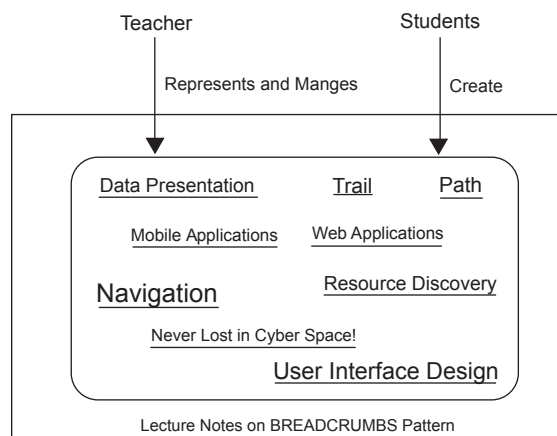 Teacher
Students
Represents and Manges
Create
Data Presentation
Trail
Path
Mobile Applications
Web Applications
Navigation
Resource Discovery
Never Lost in Cyber Space!
User Interface Design
Lecture Notes on BREADCRUMBS Pattern